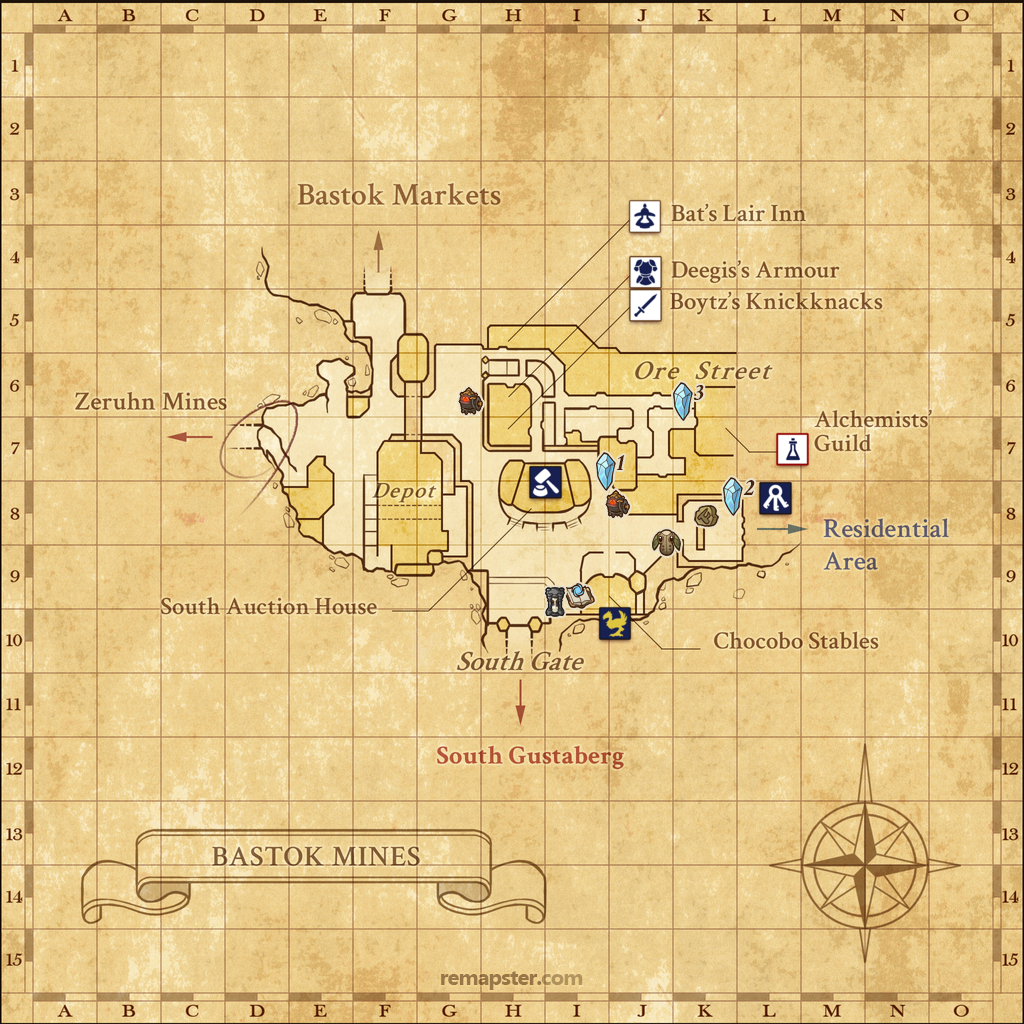 A B C D E F G H I J K L M N O
1 1
2 2
3 3
Bastok Markets
Bat's Lair Inn
4 4
Deegis's Armour
Boytz's Knickknacks
5 5
Ore Street
6 6
3
Zeruhn Mines
Alchemists'
Guild
7 7
1
Depot
2
8 8
Residential
Area
9 9
South Auction House
10 10
Chocobo Stables
South Gate
11 11
South Gustaberg
12 12
13 13
BASTOK MINES
14 14
15 15
remapster.com
A B C D E F G H I J K L M N O